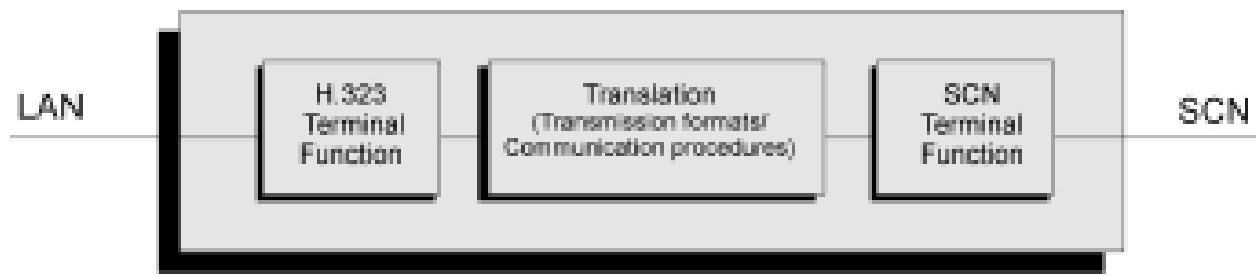 LAN
H.323
Terminal
Function
Translation
(Transmission formats/
Communication procedures)
SCN
Terminal
Function
SCN